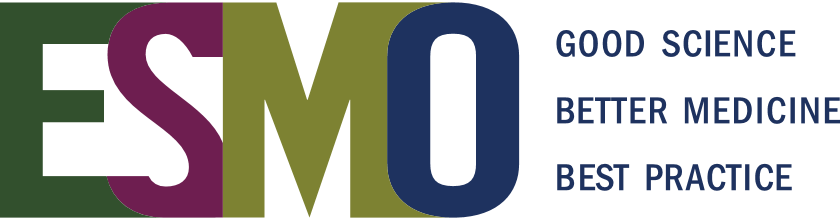 ESMO
GOOD SCIENCE
BETTER MEDICINE
BEST PRACTICE